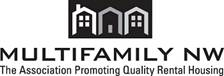 MULTIFAMILY NW
The Association Promoting Quality Rental Housing